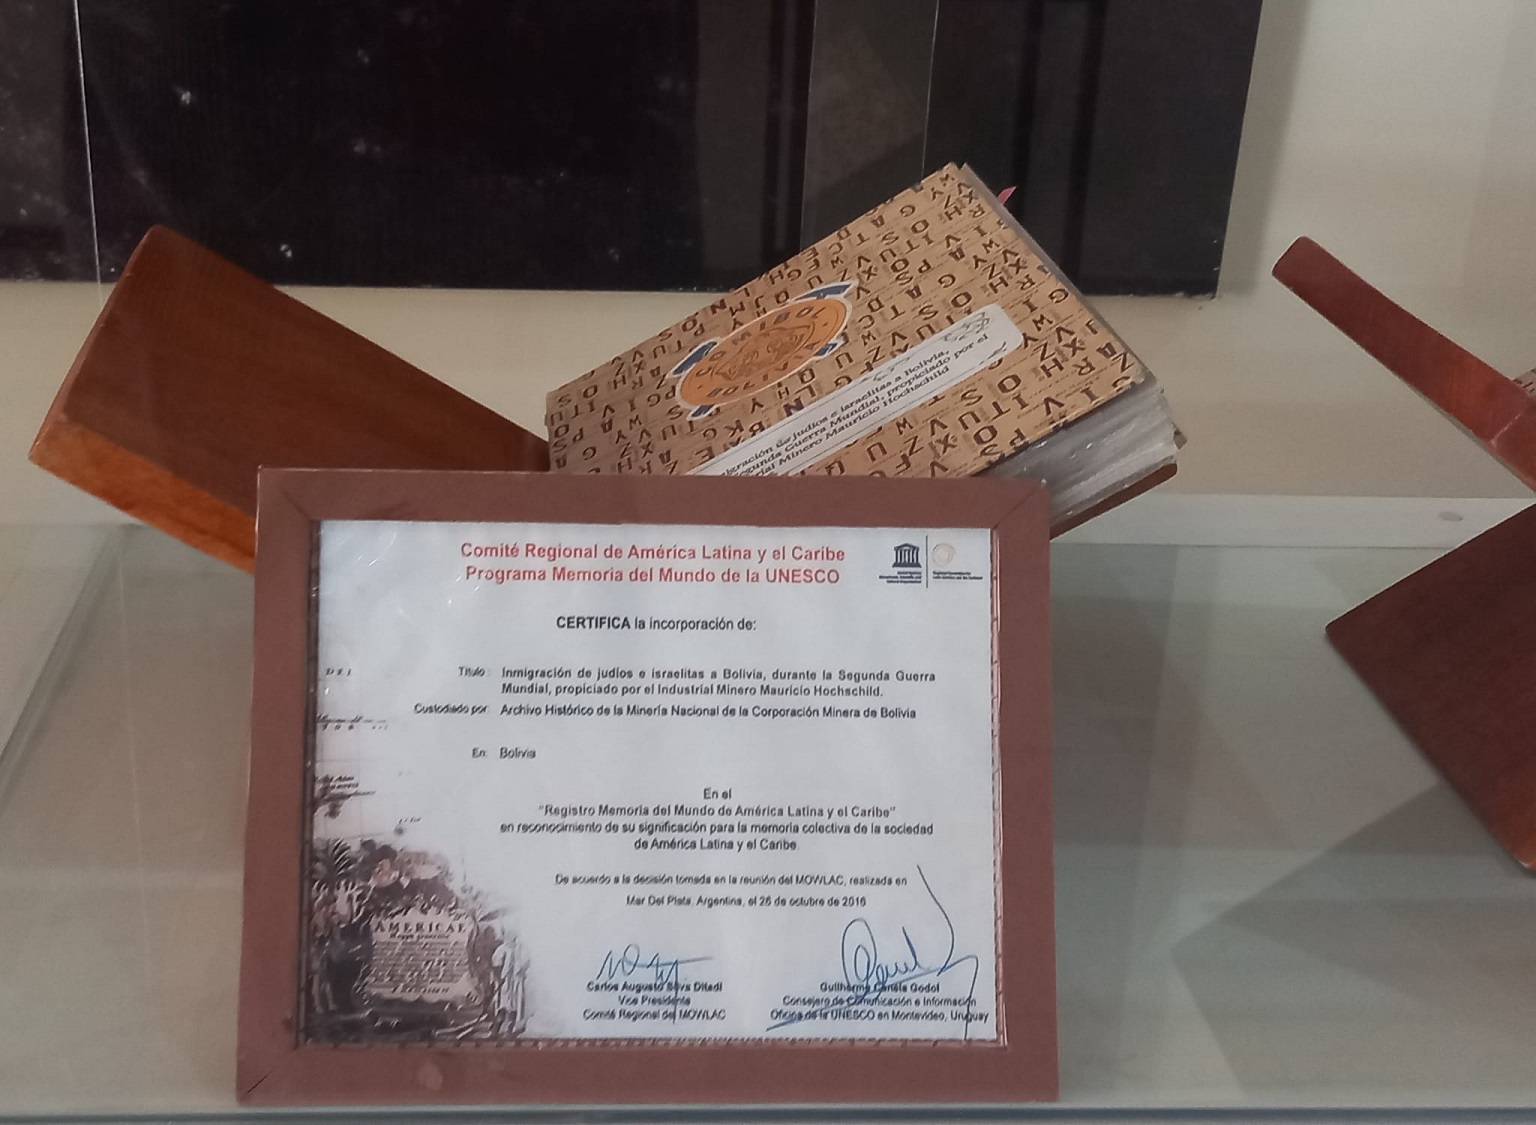 igración de judíos e israelitas a Bolivia,
egunda Guerra Mundial, propiciado por el
ial Minero Mauricio Hochschild
Comité Regional de América Latina y el Caribe
Programa Memoria del Mundo de la UNESCO
CERTIFICA la incorporación de:
Título: Inmigración de judíos e israelitas a Bolivia, durante la Segunda Guerra
Mundial, propiciado por el Industrial Minero Mauricio Hochschild.
Custodiado por: Archivo Histórico de la Minería Nacional de la Corporación Minera de Bolivia
En: Bolivia
En el
"Registro Memoria del Mundo de América Latina y el Caribe"
en reconocimiento de su significación para la memoria colectiva de la sociedad
de América Latina y el Caribe
De acuerdo a la decisión tomada en la reunión del MOWLAC, realizada en
Mar Del Plata, Argentina, el 26 de octubre de 2016
AMERICAE
Carlos Augusto Silva Ditadi
Vice Presidente
Comité Regional del MOWLAC
Guilherme Canela Godoi
Consejero de Comunicación e Información
Oficina de la UNESCO en Montevideo, Uruguay